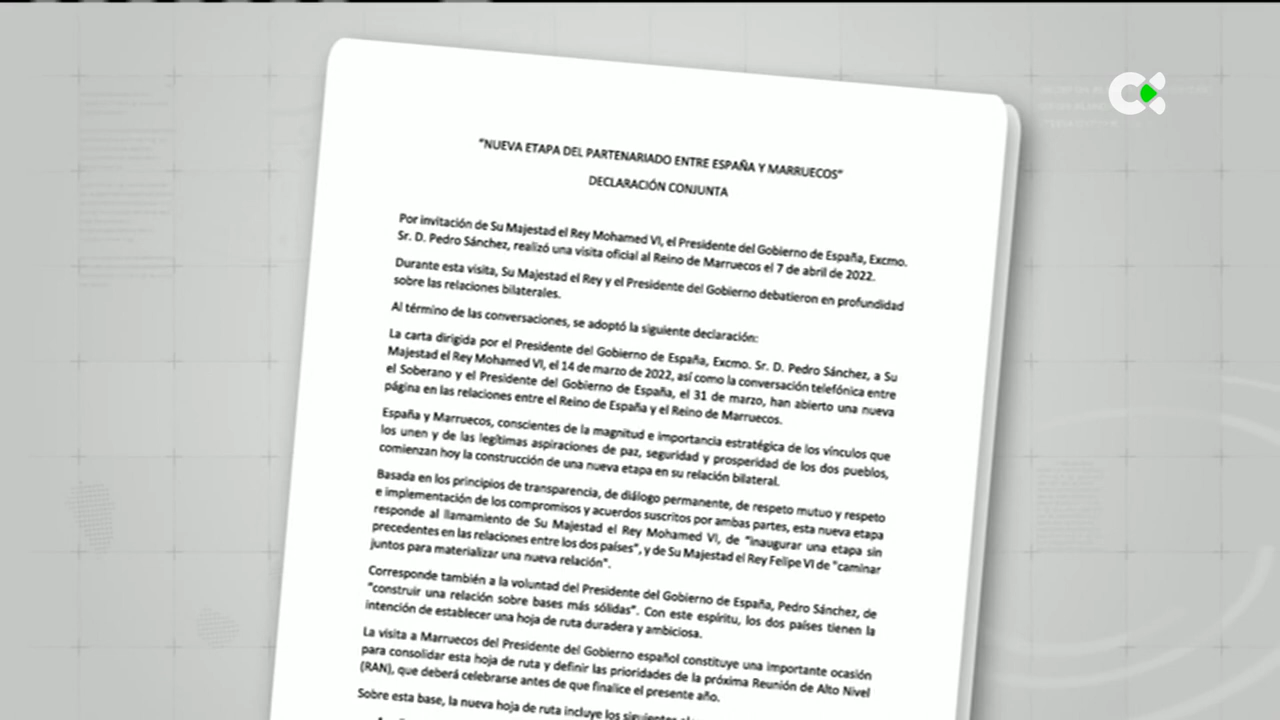 "NUEVA ETAPA DEL PARTENARIADO ENTRE ESPAÑA Y MARRUECOS"
DECLARACIÓN CONJUNTA
Por invitación de Su Majestad el Rey Mohamed VI, el Presidente del Gobierno de España, Excmo.
Sr. D. Pedro Sánchez, realizó una visita oficial al Reino de Marruecos el 7 de abril de 2022.
Durante esta visita, Su Majestad el Rey y el Presidente del Gobierno debatieron en profundidad
sobre las relaciones bilaterales.
Al término de las conversaciones, se adoptó la siguiente declaración:
La carta dirigida por el Presidente del Gobierno de España, Excmo. Sr. D. Pedro Sánchez, a Su
Majestad el Rey Mohamed VI, el 14 de marzo de 2022, así como la conversación telefónica entre
el Soberano y el Presidente del Gobierno de España, el 31 de marzo, han abierto una nueva
página en las relaciones entre el Reino de España y el Reino de Marruecos.
España y Marruecos, conscientes de la magnitud e importancia estratégica de los vínculos que
los unen y de las legítimas aspiraciones de paz, seguridad y prosperidad de los dos pueblos,
comienzan hoy la construcción de una nueva etapa en su relación bilateral.
Basada en los principios de transparencia, de diálogo permanente, de respeto mutuo y respeto
e implementación de los compromisos y acuerdos suscritos por ambas partes, esta nueva etapa
responde al llamamiento de Su Majestad el Rey Mohamed VI, de "inaugurar una etapa sin
precedentes en las relaciones entre los dos países", y de Su Majestad el Rey Felipe VI de "caminar
juntos para materializar una nueva relación".
Corresponde también a la voluntad del Presidente del Gobierno de España, Pedro Sánchez, de
"construir una relación sobre bases más sólidas". Con este espíritu, los dos países tienen la
intención de establecer una hoja de ruta duradera y ambiciosa.
La visita a Marruecos del Presidente del Gobierno español constituye una importante ocasión
para consolidar esta hoja de ruta y definir las prioridades de la próxima Reunión de Alto Nivel
(RAN), que deberá celebrarse antes de que finalice el presente año.
Sobre esta base, la nueva hoja de ruta incluye los siguientes